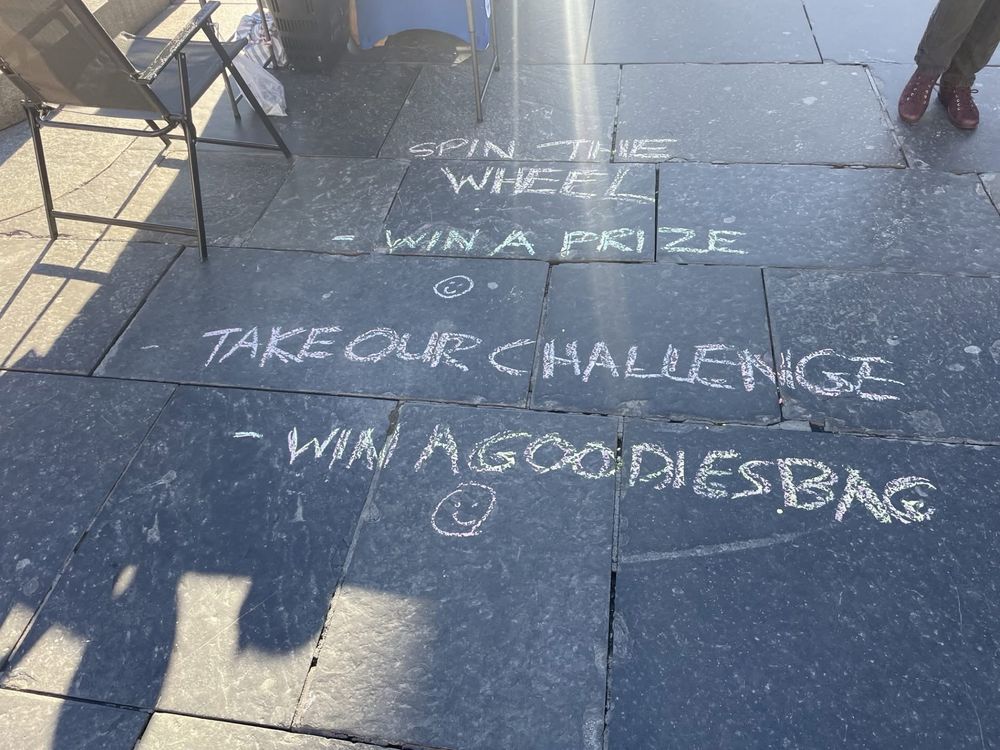 SPIN THE
WHEEL
- WIN A PRIZE
TAKE OUR CHALLENGE
- WIN A GOODIES BAG